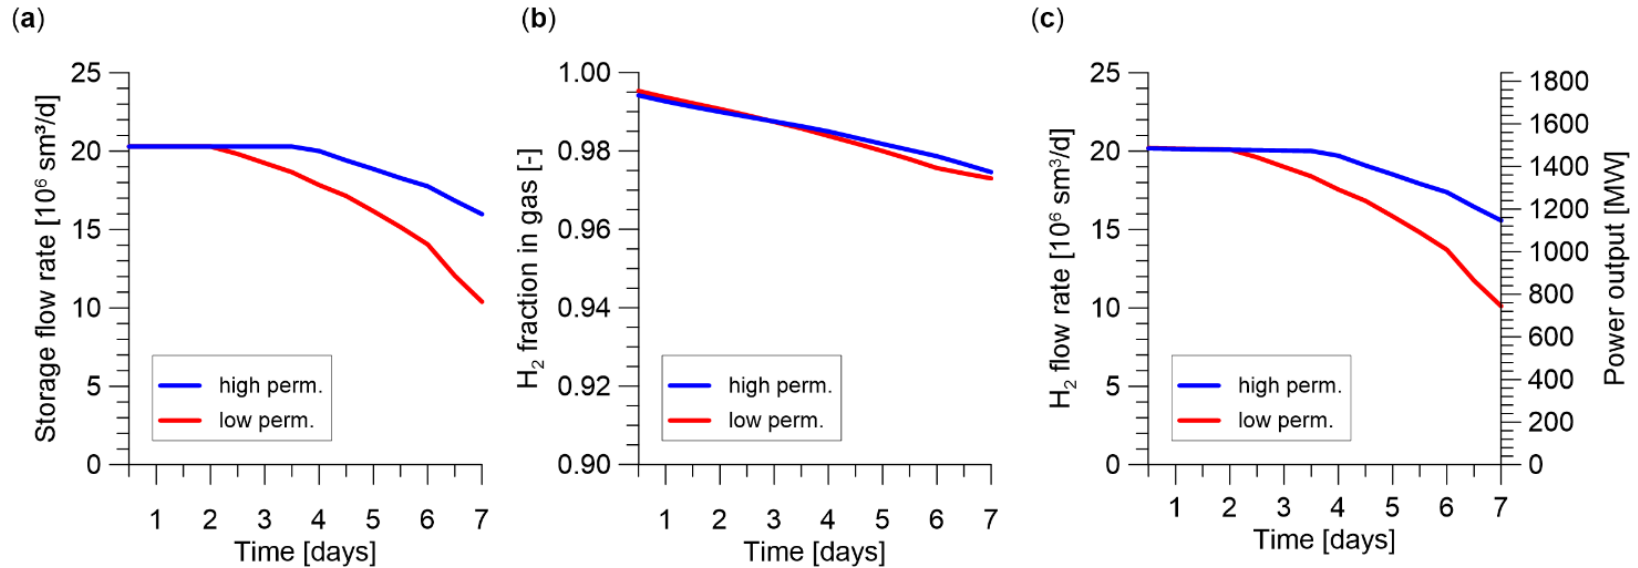 (a)
Storage flow rate [10⁶ sm³/d]
25
20
15
10
5
0
high perm.
low perm.
1 2 3 4 5 6 7
Time [days]
(b)
H₂ fraction in gas [-]
1.00
0.98
0.96
0.94
0.92
0.90
high perm.
low perm.
1 2 3 4 5 6 7
Time [days]
(c)
H₂ flow rate [10⁶ sm³/d]
25
20
15
10
5
0
high perm.
low perm.
1 2 3 4 5 6 7
Time [days]
1800
1600
1400
1200
1000
800
600
400
200
0
Power output [MW]